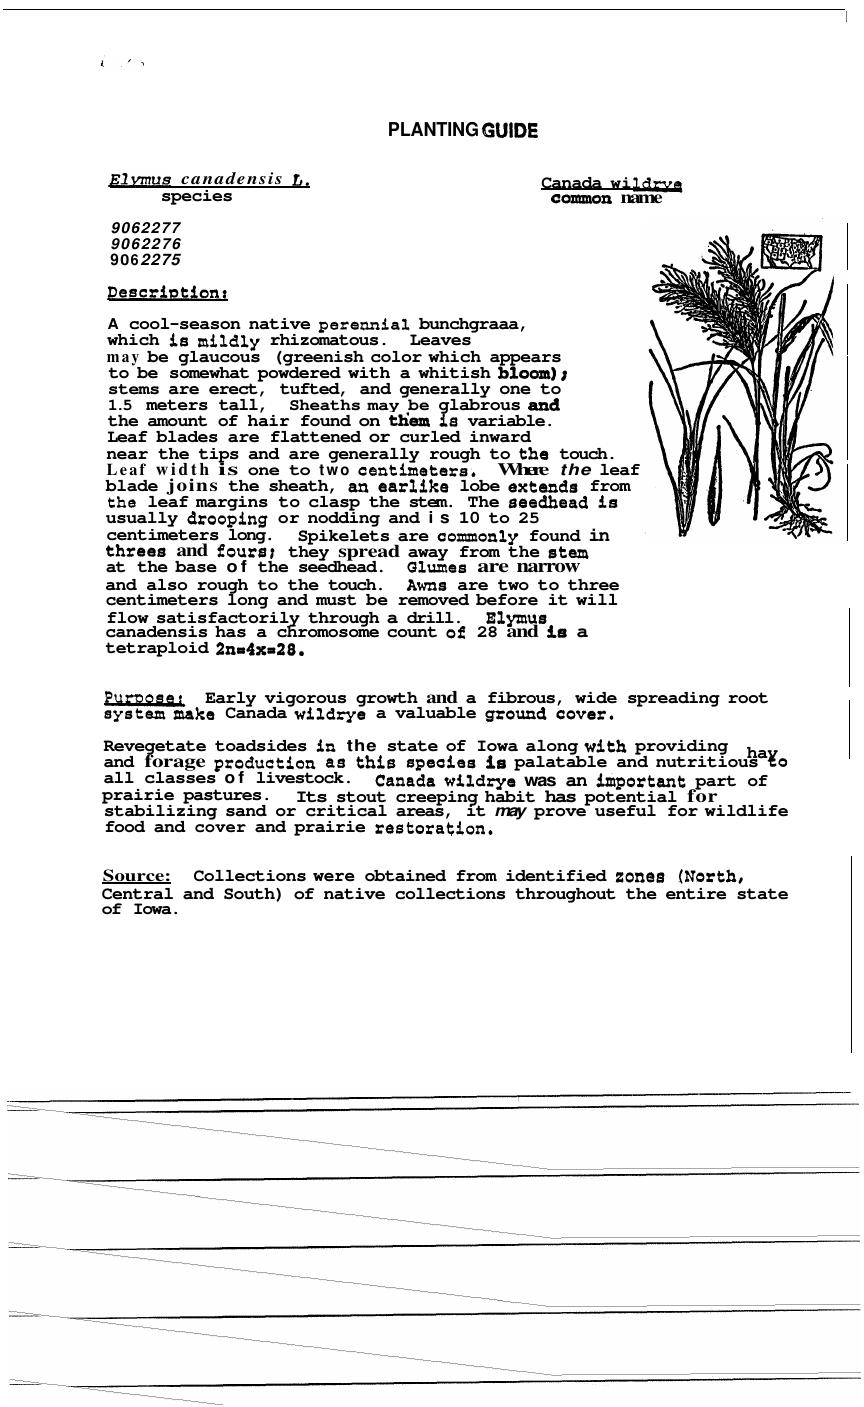 PLANTING GUIDE
Elymus canadensis L.
species
Canada wildrye
common name
9062277
9062276
9062275
Description:
A cool-season native perennial bunchgraaa,
which is mildly rhizomatous. Leaves
may be glaucous (greenish color which appears
to be somewhat powdered with a whitish bloom);
stems are erect, tufted, and generally one to
1.5 meters tall, Sheaths may be glabrous and
the amount of hair found on them is variable.
Leaf blades are flattened or curled inward
near the tips and are generally rough to the touch.
Leaf width is one to two centimeters. Where the leaf
blade joins the sheath, an earlike lobe extends from
the leaf margins to clasp the stem. The seedhead is
usually drooping or nodding and is 10 to 25
centimeters long. Spikelets are commonly found in
threes and fours; they spread away from the stem
at the base of the seedhead. Glumes are narrow
and also rough to the touch. Awns are two to three
centimeters long and must be removed before it will
flow satisfactorily through a drill. Elymus
canadensis has a chromosome count of 28 and is a
tetraploid 2n=4x=28.
Purpose: Early vigorous growth and a fibrous, wide spreading root
system make Canada wildrye a valuable ground cover.
Revegetate toadsides in the state of Iowa along with providing hay
and forage production as this species is palatable and nutritious to
all classes of livestock. Canada wildrye was an important part of
prairie pastures. Its stout creeping habit has potential for
stabilizing sand or critical areas, it may prove useful for wildlife
food and cover and prairie restoration.
Source: Collections were obtained from identified zones (North,
Central and South) of native collections throughout the entire state
of Iowa.